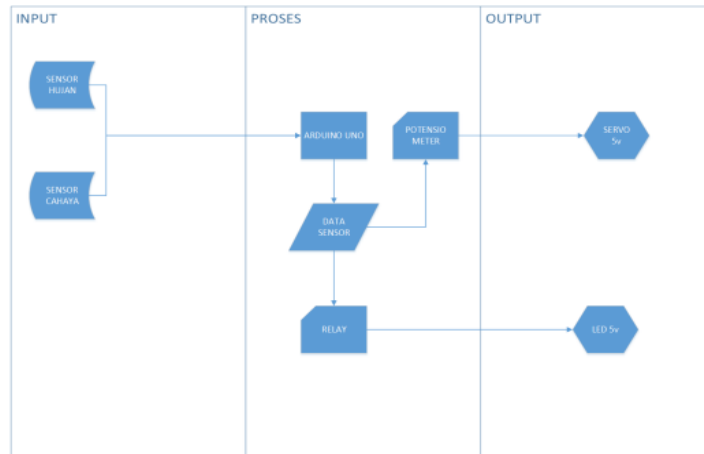 INPUT
PROSES
OUTPUT
SENSOR
HUJAN
SENSOR
CAHAYA
ARDUINO UNO
POTENSIO
METER
DATA
SENSOR
RELAY
SERVO
5v
LED 5v